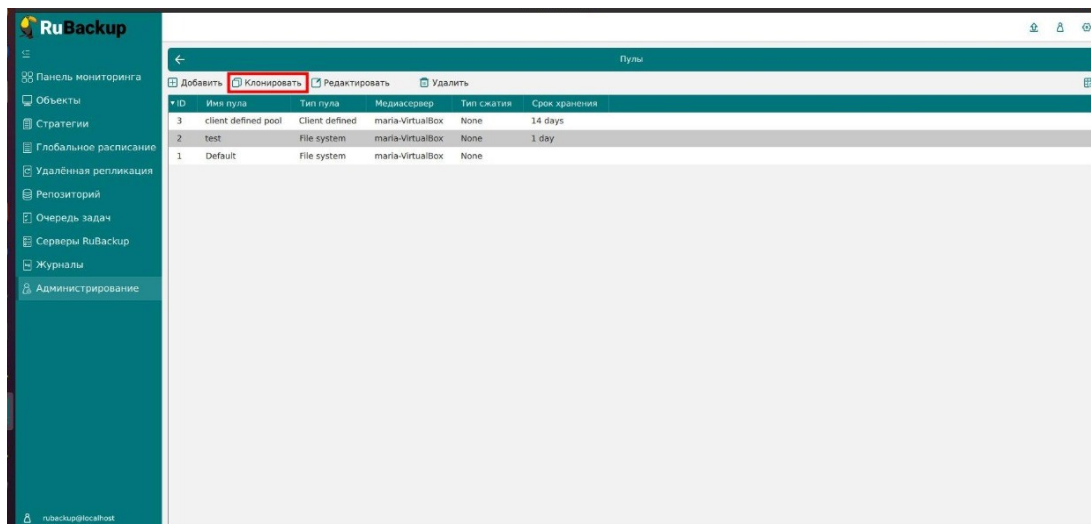 RuBackup
Пулы
Панель мониторинга
Объекты
Стратегии
Глобальное расписание
Удалённая репликация
Репозиторий
Очередь задач
Серверы RuBackup
Журналы
Администрирование
rubackup@localhost
Добавить Клонировать Редактировать Удалить
ID Имя пула Тип пула Медиасервер Тип сжатия Срок хранения
3 client defined pool Client defined maria-VirtualBox None 14 days
2 test File system maria-VirtualBox None 1 day
1 Default File system maria-VirtualBox None